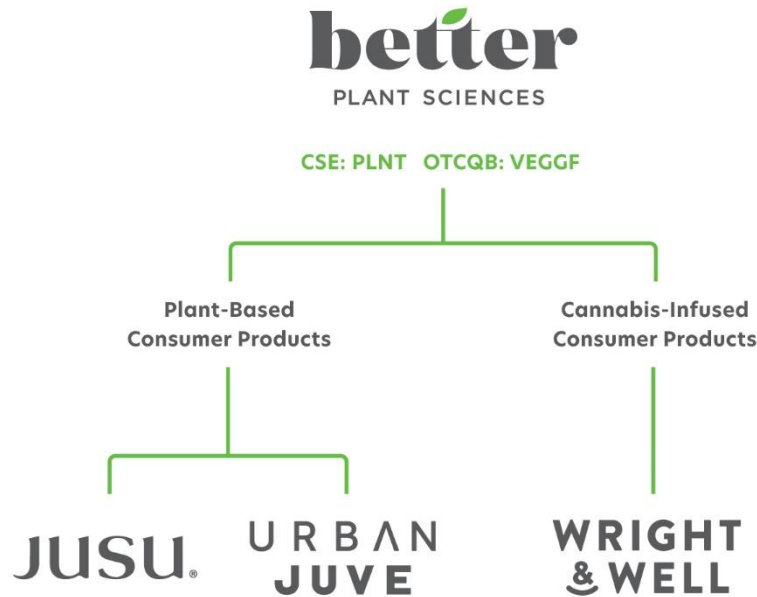 better
PLANT SCIENCES
CSE: PLNT OTCQB: VEGGF
Plant-Based
Consumer Products
Cannabis-Infused
Consumer Products
JUSU®
URBAN
JUVE
WRIGHT
& WELL